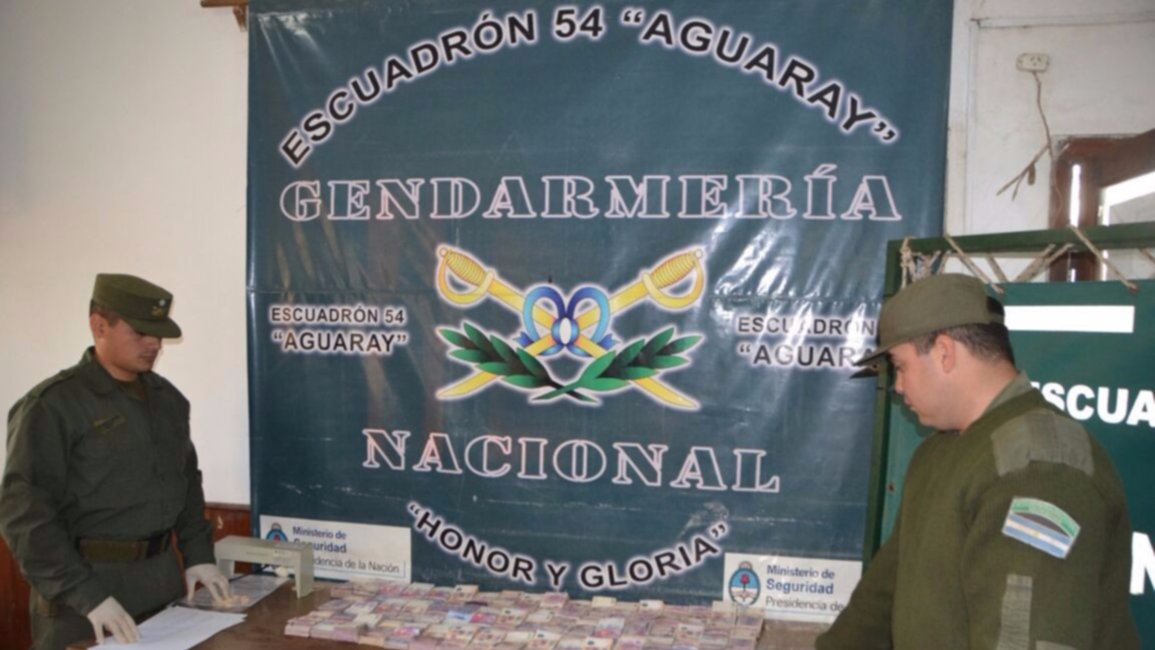 ESCUADRÓN 54 “AGUARAY”
GENDARMERÍA
ESCUADRÓN 54
“AGUARAY”
ESCUADRÓN
“AGUARA
NACIONAL
“HONOR Y GLORIA”
Ministerio de
Seguridad
Presidencia de la Nación
Ministerio de
Seguridad
Presidencia de
ESCUA
N